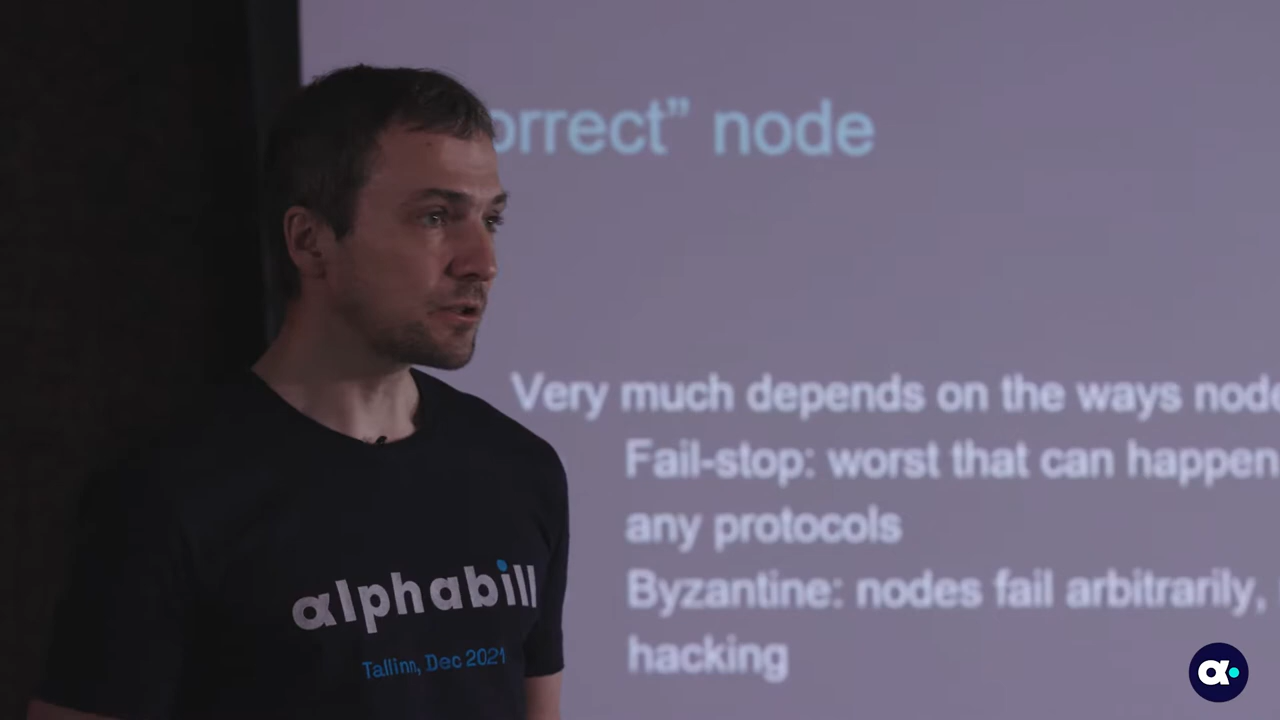 orrect” node
Very much depends on the ways node
Fail-stop: worst that can happen
any protocols
Byzantine: nodes fail arbitrarily,
hacking
alphabill
Tallinn, Dec 2021
α